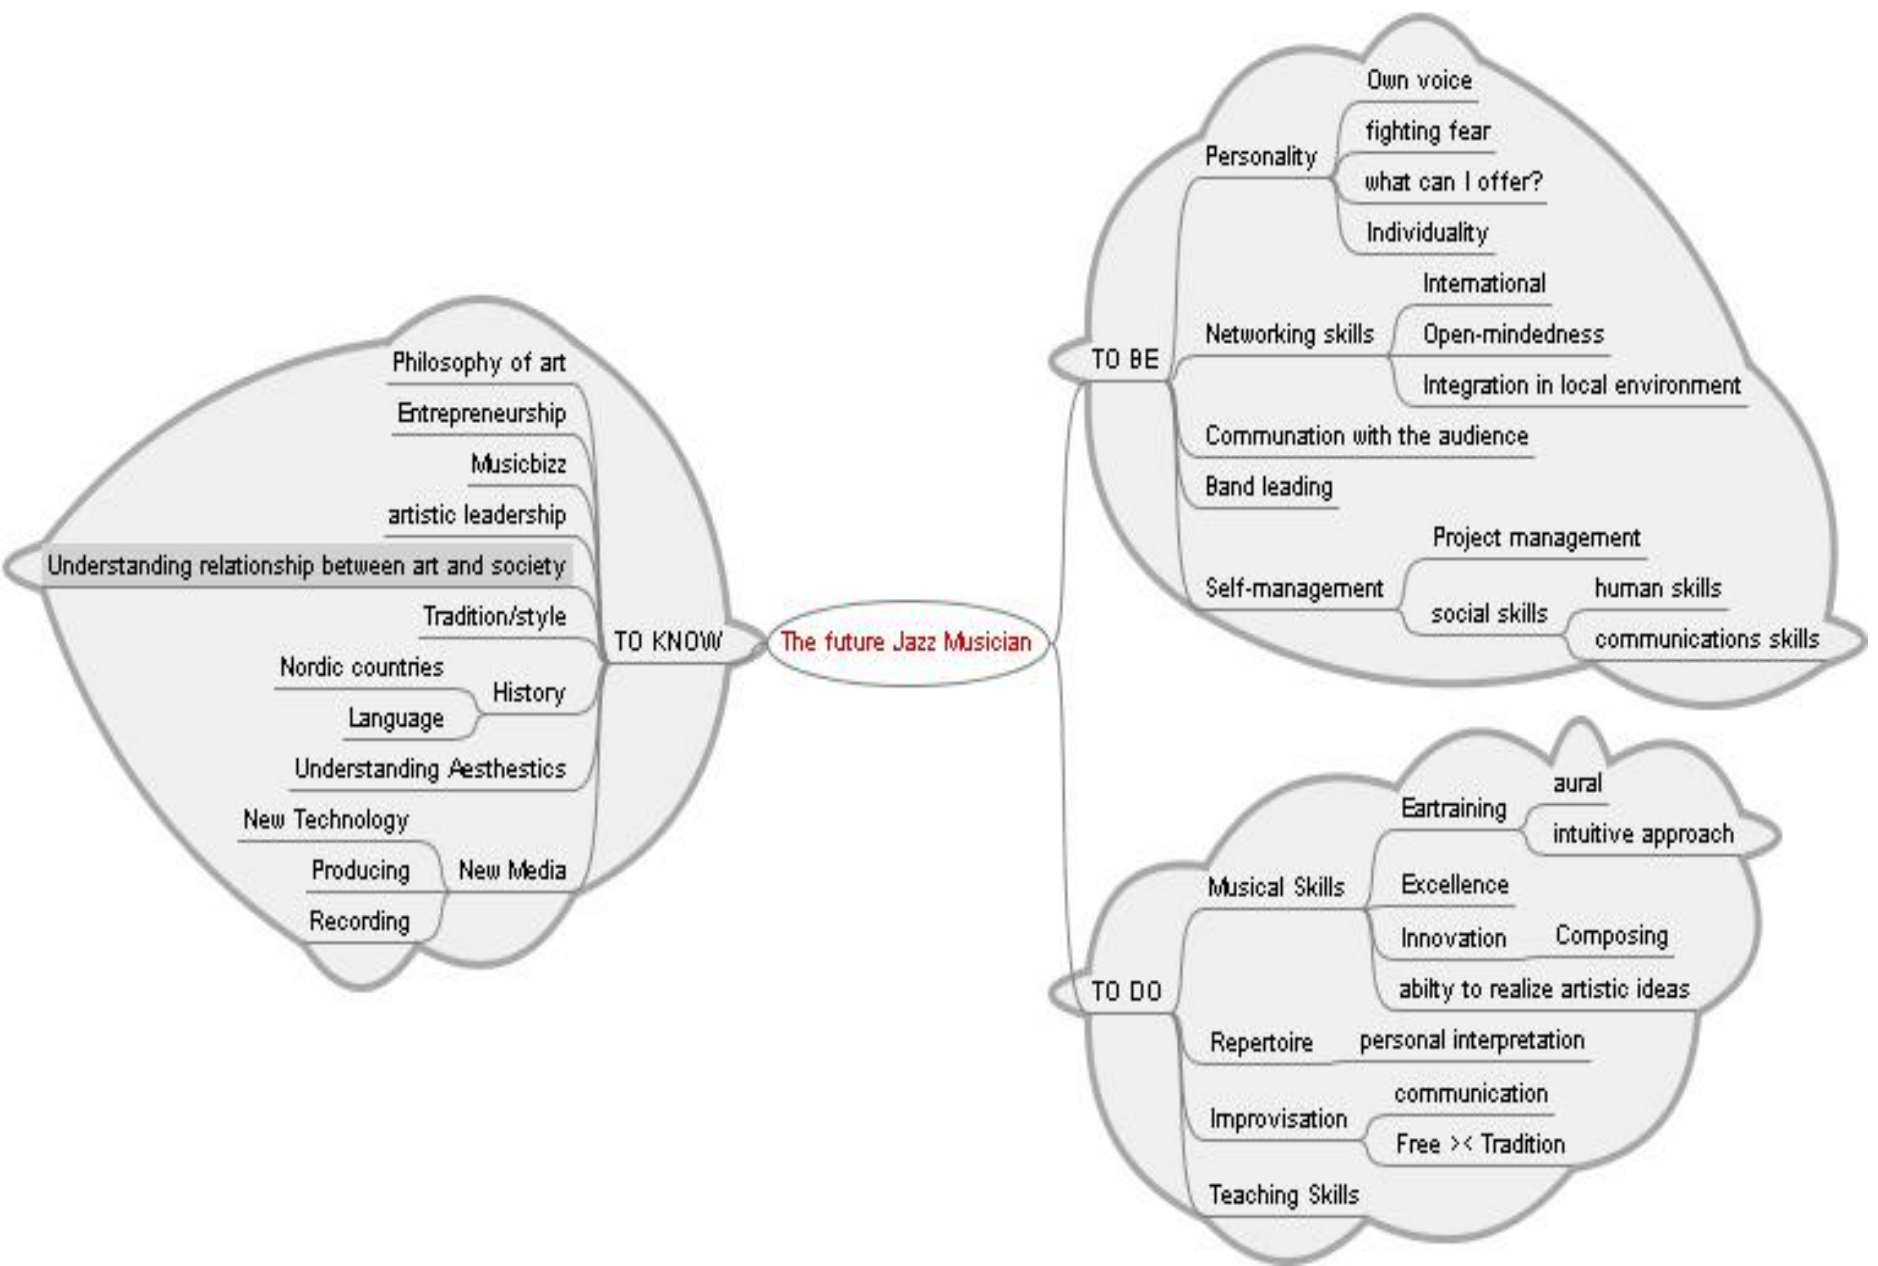 The future Jazz Musician
TO KNOW
Philosophy of art
Entrepreneurship
Musicbizz
artistic leadership
Understanding relationship between art and society
Tradition/style
History
Nordic countries
Language
Understanding Aesthestics
New Media
New Technology
Producing
Recording
TO BE
Personality
Own voice
fighting fear
what can I offer?
Individuality
Networking skills
International
Open-mindedness
Integration in local environment
Communation with the audience
Band leading
Self-management
Project management
social skills
human skills
communications skills
TO DO
Musical Skills
Eartraining
aural
intuitive approach
Excellence
Innovation
Composing
abilty to realize artistic ideas
Repertoire
personal interpretation
Improvisation
communication
Free >< Tradition
Teaching Skills